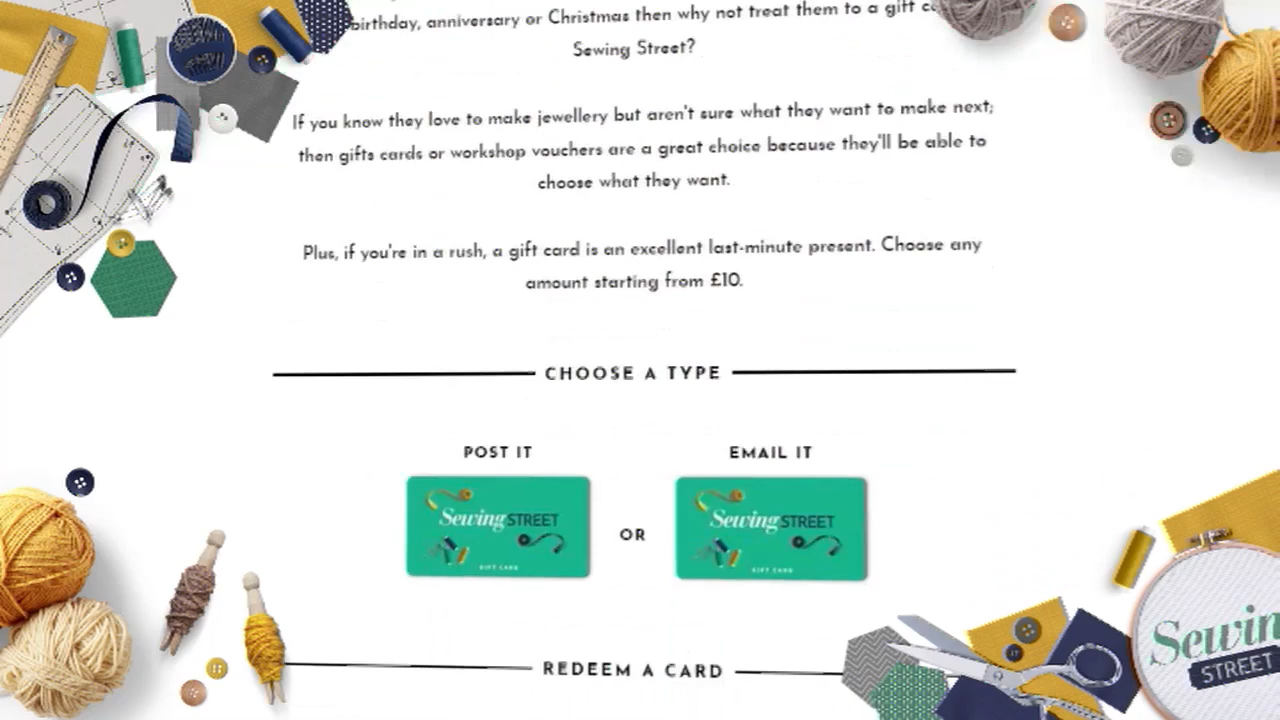 birthday, anniversary or Christmas then why not treat them to a gift
Sewing Street?
If you know they love to make jewellery but aren't sure what they want to make next;
then gifts cards or workshop vouchers are a great choice because they'll be able to
choose what they want.
Plus, if you're in a rush, a gift card is an excellent last-minute present. Choose any
amount starting from £10.
CHOOSE A TYPE
POST IT
EMAIL IT
Sewing STREET
GIFT CARD
OR
Sewing STREET
GIFT CARD
REDEEM A CARD
Sewin
STREET